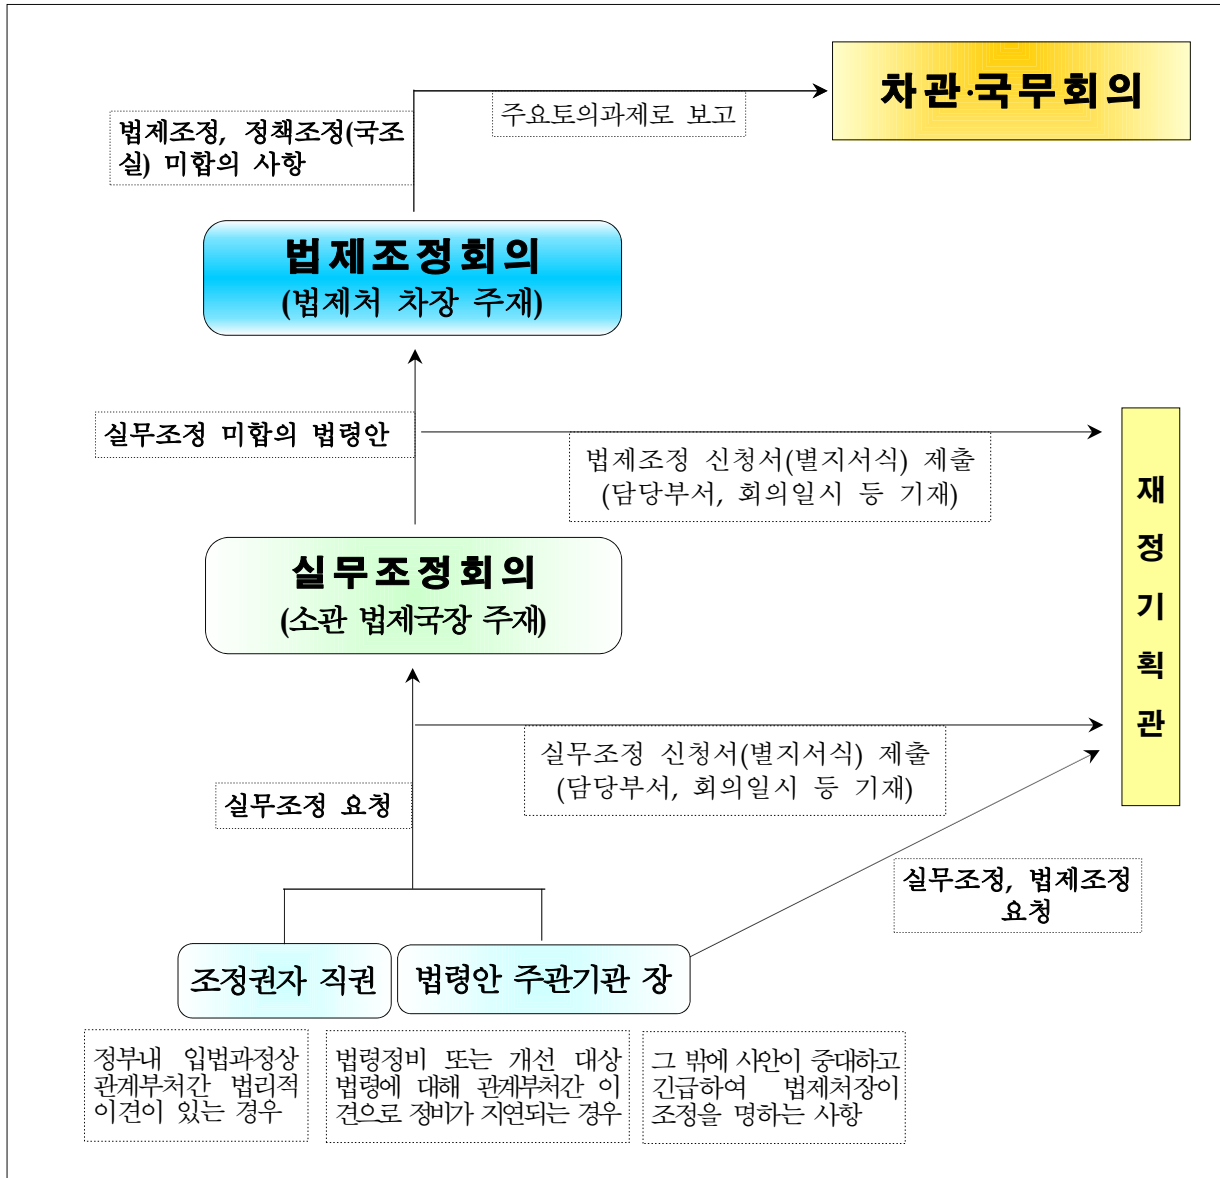 차관·국무회의
주요토의과제로 보고
법제조정, 정책조정(국조
실) 미합의 사항
법제조정회의
(법제처 차장 주재)
실무조정 미합의 법령안
법제조정 신청서(별지서식) 제출
(담당부서, 회의일시 등 기재)
재
정
기
획
관
실무조정회의
(소관 법제국장 주재)
실무조정 신청서(별지서식) 제출
(담당부서, 회의일시 등 기재)
실무조정 요청
실무조정, 법제조정
요청
조정권자 직권
법령안 주관기관 장
정부내 입법과정상
관계부처간 법리적
이견이 있는 경우
법령정비 또는 개선 대상
법령에 대해 관계부처간 이
견으로 정비가 지연되는 경우
그 밖에 사안이 중대하고
긴급하여 법제처장이
조정을 명하는 사항